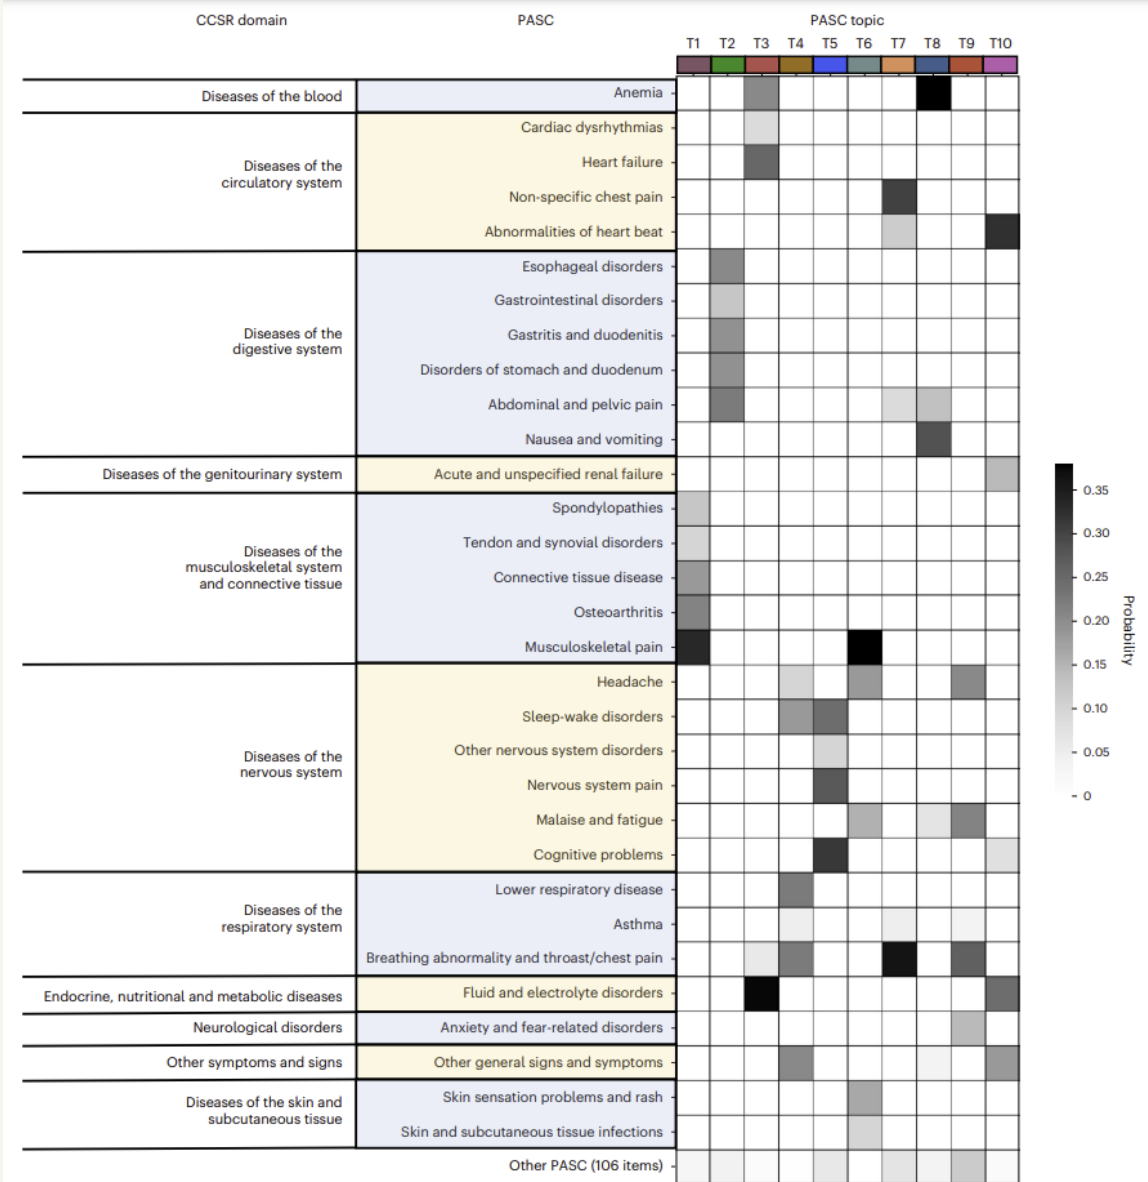 CCSR domain PASC PASC topic
T1 T2 T3 T4 T5 T6 T7 T8 T9 T10
Diseases of the blood Anemia
Cardiac dysrhythmias
Diseases of the
circulatory system
Heart failure
Non-specific chest pain
Abnormalities of heart beat
Esophageal disorders
Gastrointestinal disorders
Diseases of the
digestive system
Gastritis and duodenitis
Disorders of stomach and duodenum
Abdominal and pelvic pain
Nausea and vomiting
Diseases of the genitourinary system Acute and unspecified renal failure
Spondylopathies
Tendon and synovial disorders
Diseases of the
musculoskeletal system
and connective tissue
Connective tissue disease
Osteoarthritis
Musculoskeletal pain
Headache
Sleep-wake disorders
Other nervous system disorders
Diseases of the
nervous system
Nervous system pain
Malaise and fatigue
Cognitive problems
Lower respiratory disease
Diseases of the
respiratory system
Asthma
Breathing abnormality and throast/chest pain
Endocrine, nutritional and metabolic diseases Fluid and electrolyte disorders
Neurological disorders Anxiety and fear-related disorders
Other symptoms and signs Other general signs and symptoms
Diseases of the skin and
subcutaneous tissue
Skin sensation problems and rash
Skin and subcutaneous tissue infections
Other PASC (106 items)
0.35
0.30
0.25
0.20
0.15
0.10
0.05
0
Probability